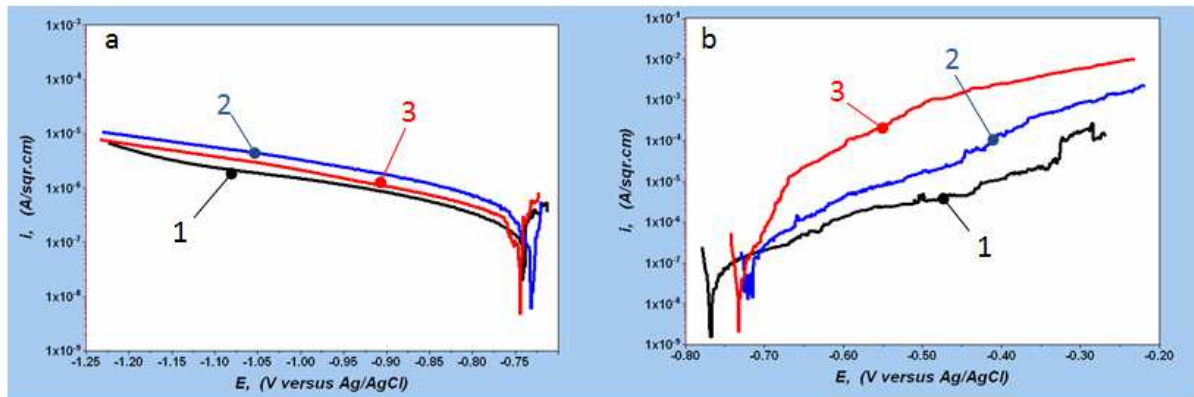 a
1x10-3
1x10-4
1x10-5
1x10-6
1x10-7
1x10-8
1x10-9
i, (A/sqr.cm)
2
3
1
-1.25 -1.20 -1.15 -1.10 -1.05 -1.00 -0.95 -0.90 -0.85 -0.80 -0.75
E, (V versus Ag/AgCl)
b
1x10-1
1x10-2
1x10-3
1x10-4
1x10-5
1x10-6
1x10-7
1x10-8
1x10-9
i, (A/sqr.cm)
2
3
1
-0.80 -0.70 -0.60 -0.50 -0.40 -0.30 -0.20
E, (V versus Ag/AgCl)